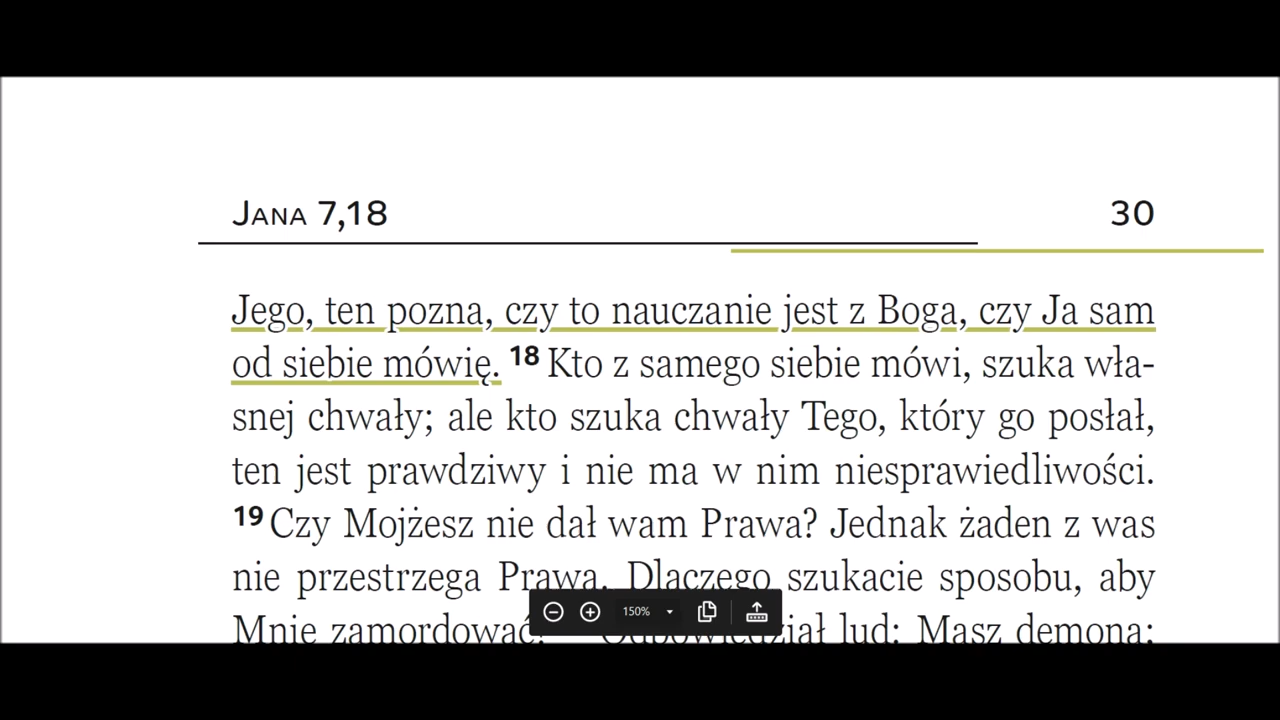 Jana 7,18 30
Jego, ten pozna, czy to nauczanie jest z Boga, czy Ja sam
od siebie mówię. 18 Kto z samego siebie mówi, szuka wła-
snej chwały; ale kto szuka chwały Tego, który go posłał,
ten jest prawdziwy i nie ma w nim niesprawiedliwości.
19 Czy Mojżesz nie dał wam Prawa? Jednak żaden z was
nie przestrzega Prawa. Dlaczego szukacie sposobu, aby
Mnie zamordować? Odpowiedział lud: Masz demona;
150%